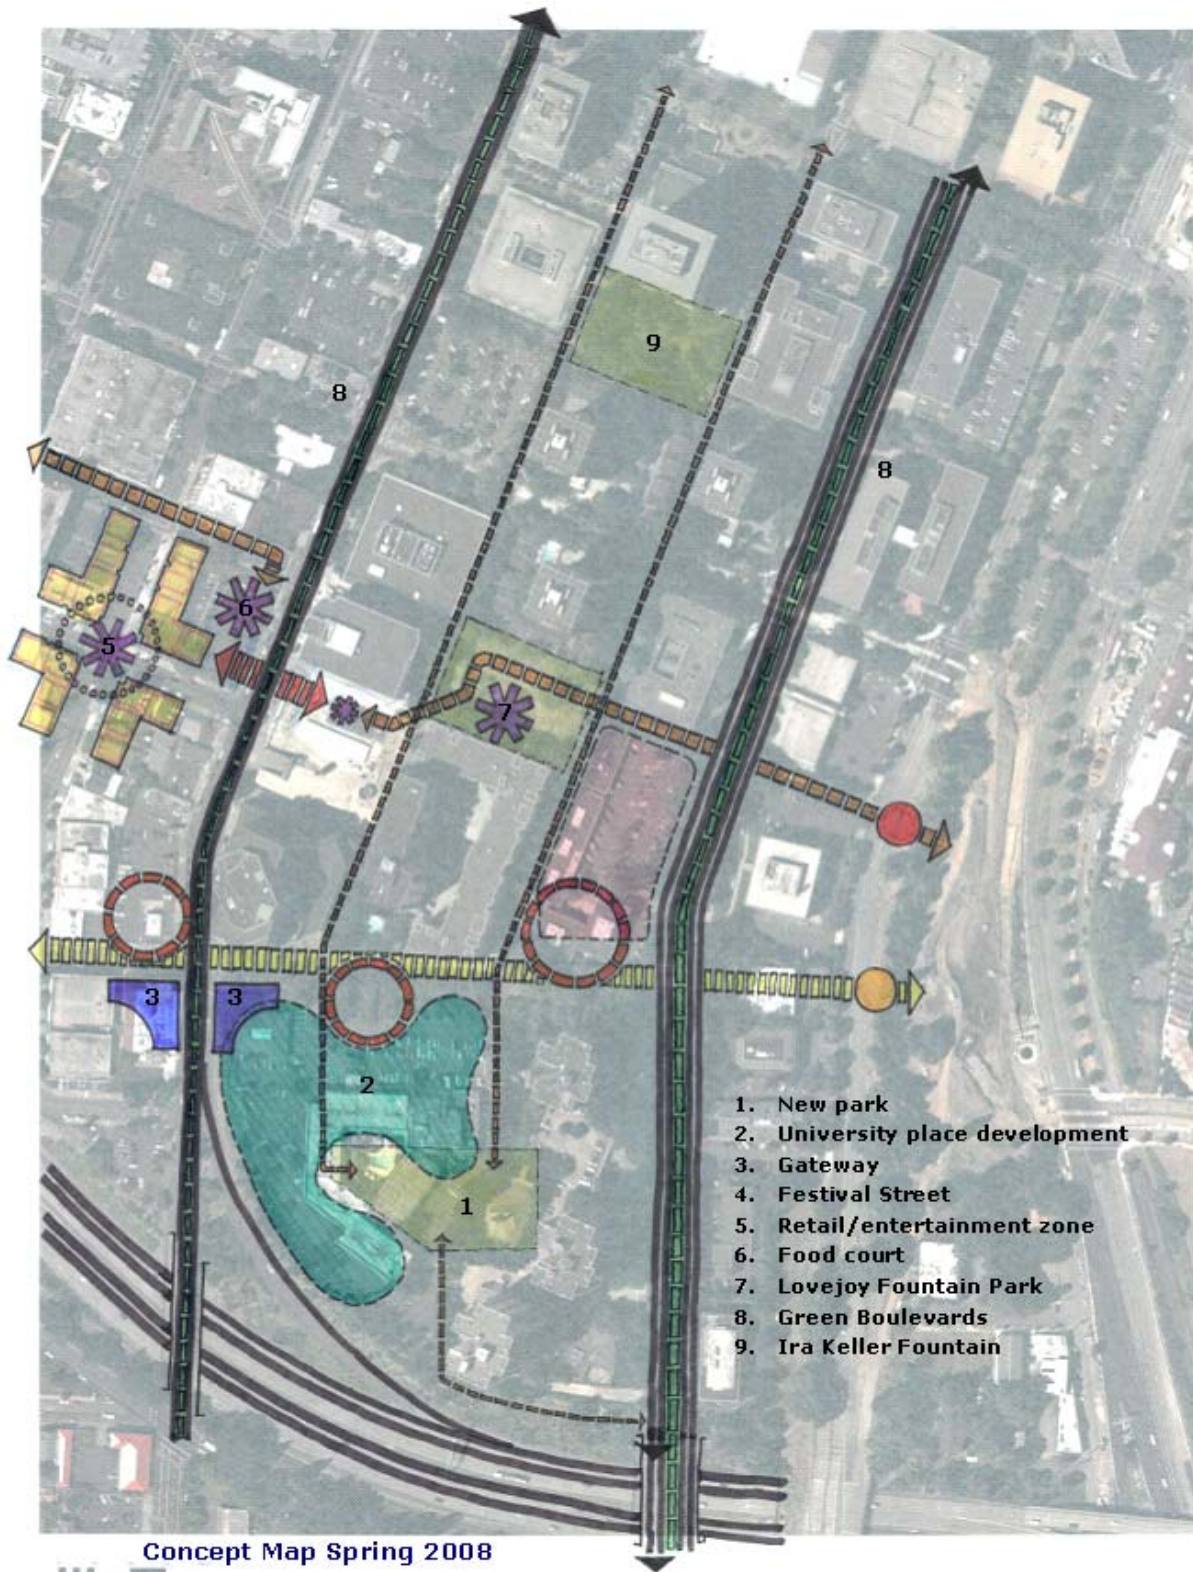 9
8
8
6
5
7
3 3
2
1
1. New park
2. University place development
3. Gateway
4. Festival Street
5. Retail/entertainment zone
6. Food court
7. Lovejoy Fountain Park
8. Green Boulevards
9. Ira Keller Fountain
Concept Map Spring 2008